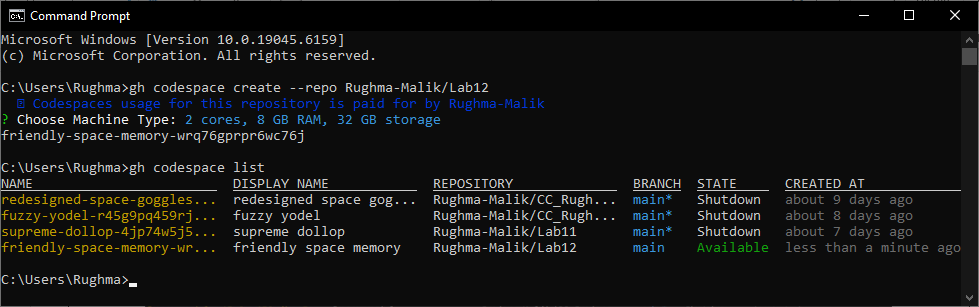 Command Prompt
Microsoft Windows [Version 10.0.19045.6159]
(c) Microsoft Corporation. All rights reserved.
C:\Users\Rughma>gh codespace create --repo Rughma-Malik/Lab12
Codespaces usage for this repository is paid for by Rughma-Malik
? Choose Machine Type: 2 cores, 8 GB RAM, 32 GB storage
friendly-space-memory-wrq76gprpr6wc76j
C:\Users\Rughma>gh codespace list
NAME DISPLAY NAME REPOSITORY BRANCH STATE CREATED AT
redesigned-space-goggles... redesigned space gog... Rughma-Malik/CC_Rugh... main* Shutdown about 9 days ago
fuzzy-yodel-r45g9pq459rj... fuzzy yodel Rughma-Malik/CC_Rugh... main* Shutdown about 8 days ago
supreme-dollop-4jp74w5j5... supreme dollop Rughma-Malik/Lab11 main* Shutdown about 7 days ago
friendly-space-memory-wr... friendly space memory Rughma-Malik/Lab12 main Available less than a minute ago
C:\Users\Rughma>